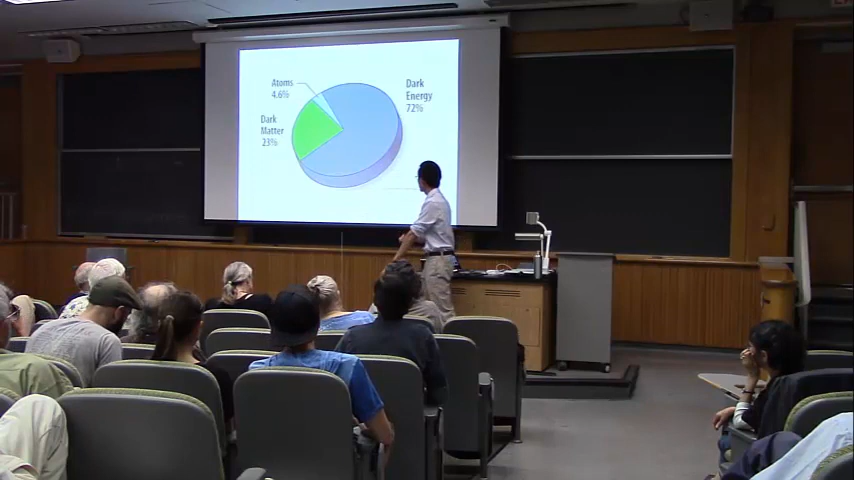 Atoms
4.6%
Dark
Energy
72%
Dark
Matter
23%